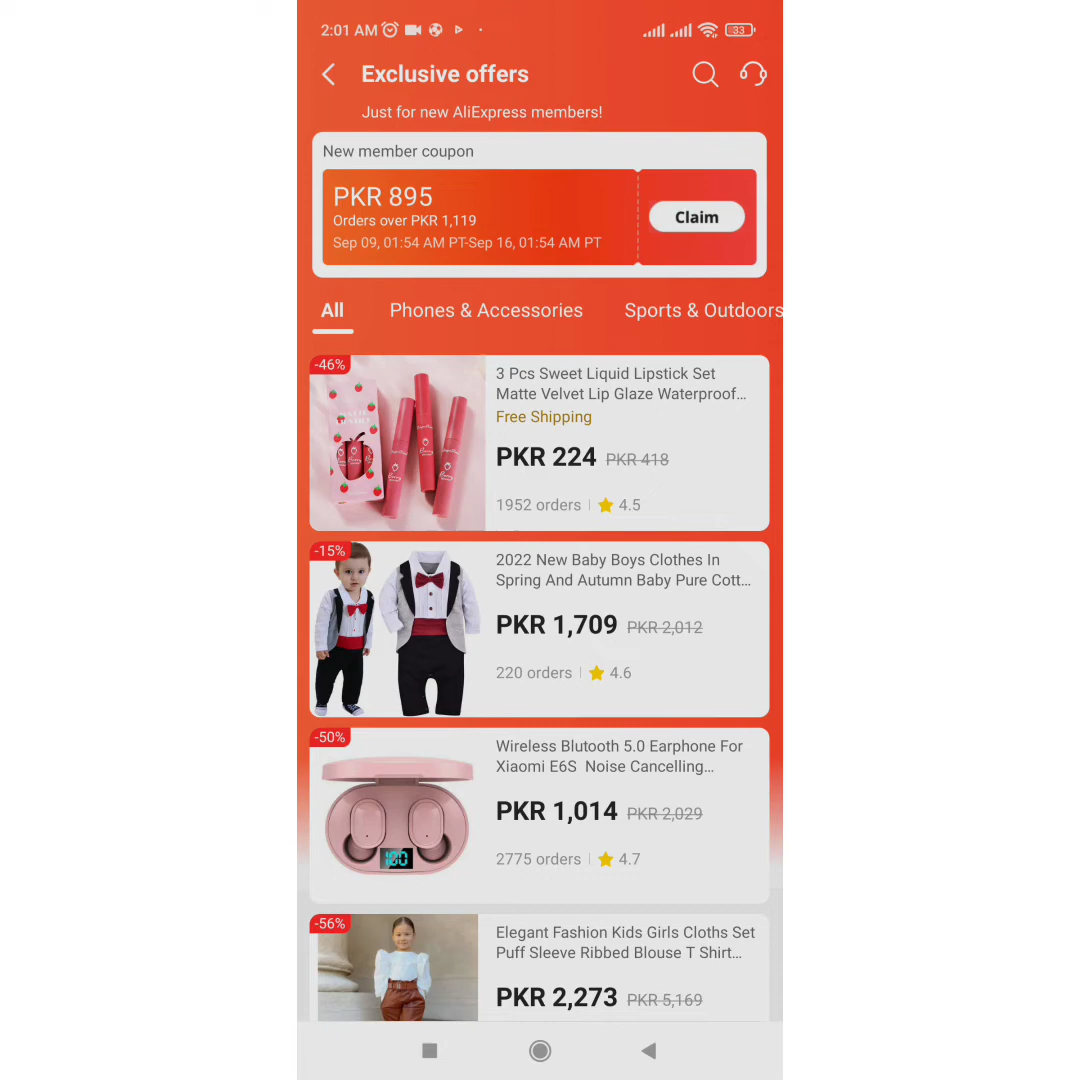 2:01 AM
33
Exclusive offers
Just for new AliExpress members!
New member coupon
PKR 895
Orders over PKR 1,119
Sep 09, 01:54 AM PT-Sep 16, 01:54 AM PT
Claim
All Phones & Accessories Sports & Outdoors
-46%
3 Pcs Sweet Liquid Lipstick Set
Matte Velvet Lip Glaze Waterproof…
Free Shipping
PKR 224 PKR 418
1952 orders 4.5
-15%
2022 New Baby Boys Clothes In
Spring And Autumn Baby Pure Cott…
PKR 1,709 PKR 2,012
220 orders 4.6
-50%
Wireless Blutooth 5.0 Earphone For
Xiaomi E6S Noise Cancelling…
PKR 1,014 PKR 2,029
2775 orders 4.7
100
-56%
Elegant Fashion Kids Girls Cloths Set
Puff Sleeve Ribbed Blouse T Shirt…
PKR 2,273 PKR 5,169